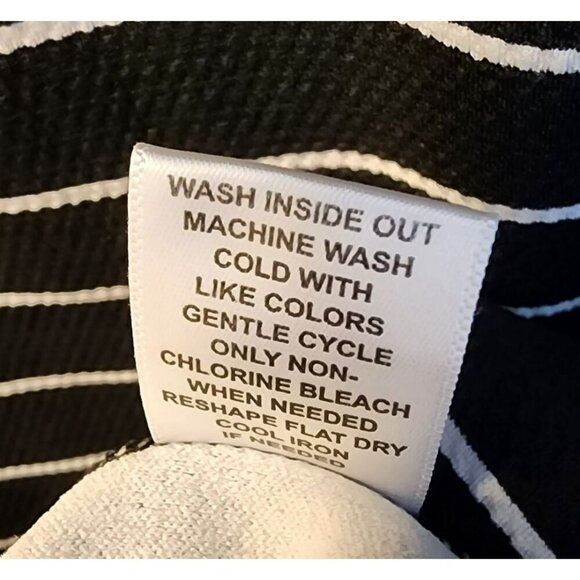 WASH INSIDE OUT
MACHINE WASH
COLD WITH
LIKE COLORS
GENTLE CYCLE
ONLY NON-
CHLORINE BLEACH
WHEN NEEDED
RESHAPE FLAT DRY
COOL IRON
IF NEEDED